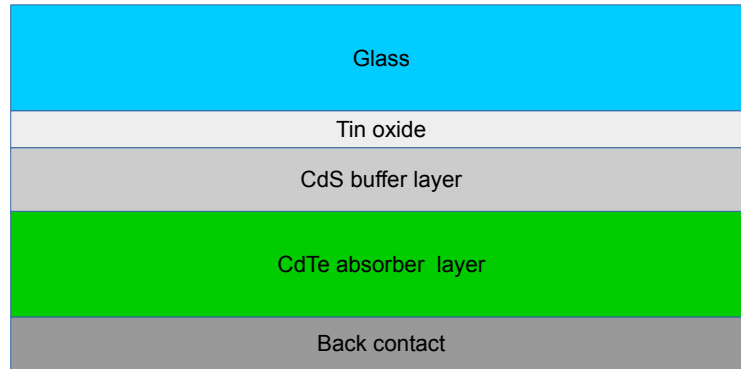 Glass
Tin oxide
CdS buffer layer
CdTe absorber layer
Back contact